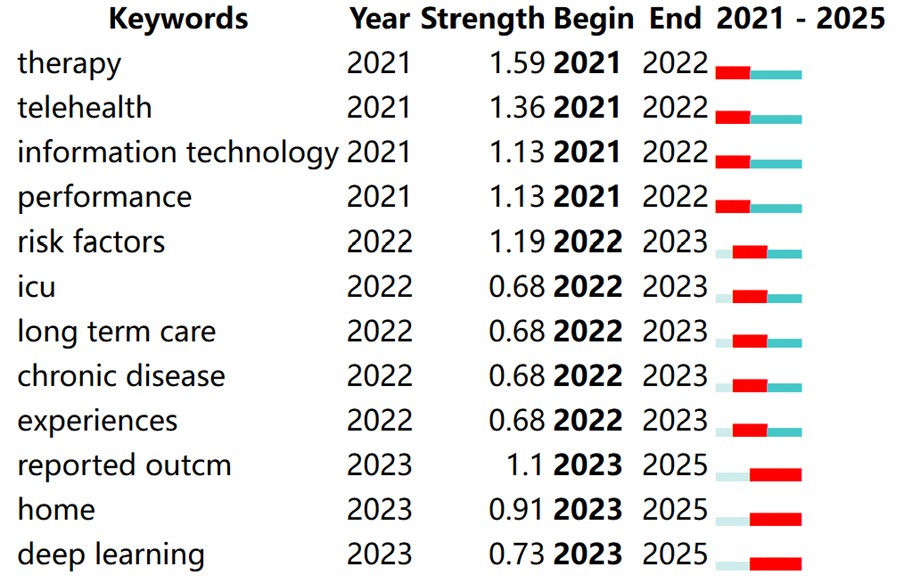 Keywords Year Strength Begin End 2021 - 2025
therapy 2021 1.59 2021 2022
telehealth 2021 1.36 2021 2022
information technology 2021 1.13 2021 2022
performance 2021 1.13 2021 2022
risk factors 2022 1.19 2022 2023
icu 2022 0.68 2022 2023
long term care 2022 0.68 2022 2023
chronic disease 2022 0.68 2022 2023
experiences 2022 0.68 2022 2023
reported outcm 2023 1.1 2023 2025
home 2023 0.91 2023 2025
deep learning 2023 0.73 2023 2025